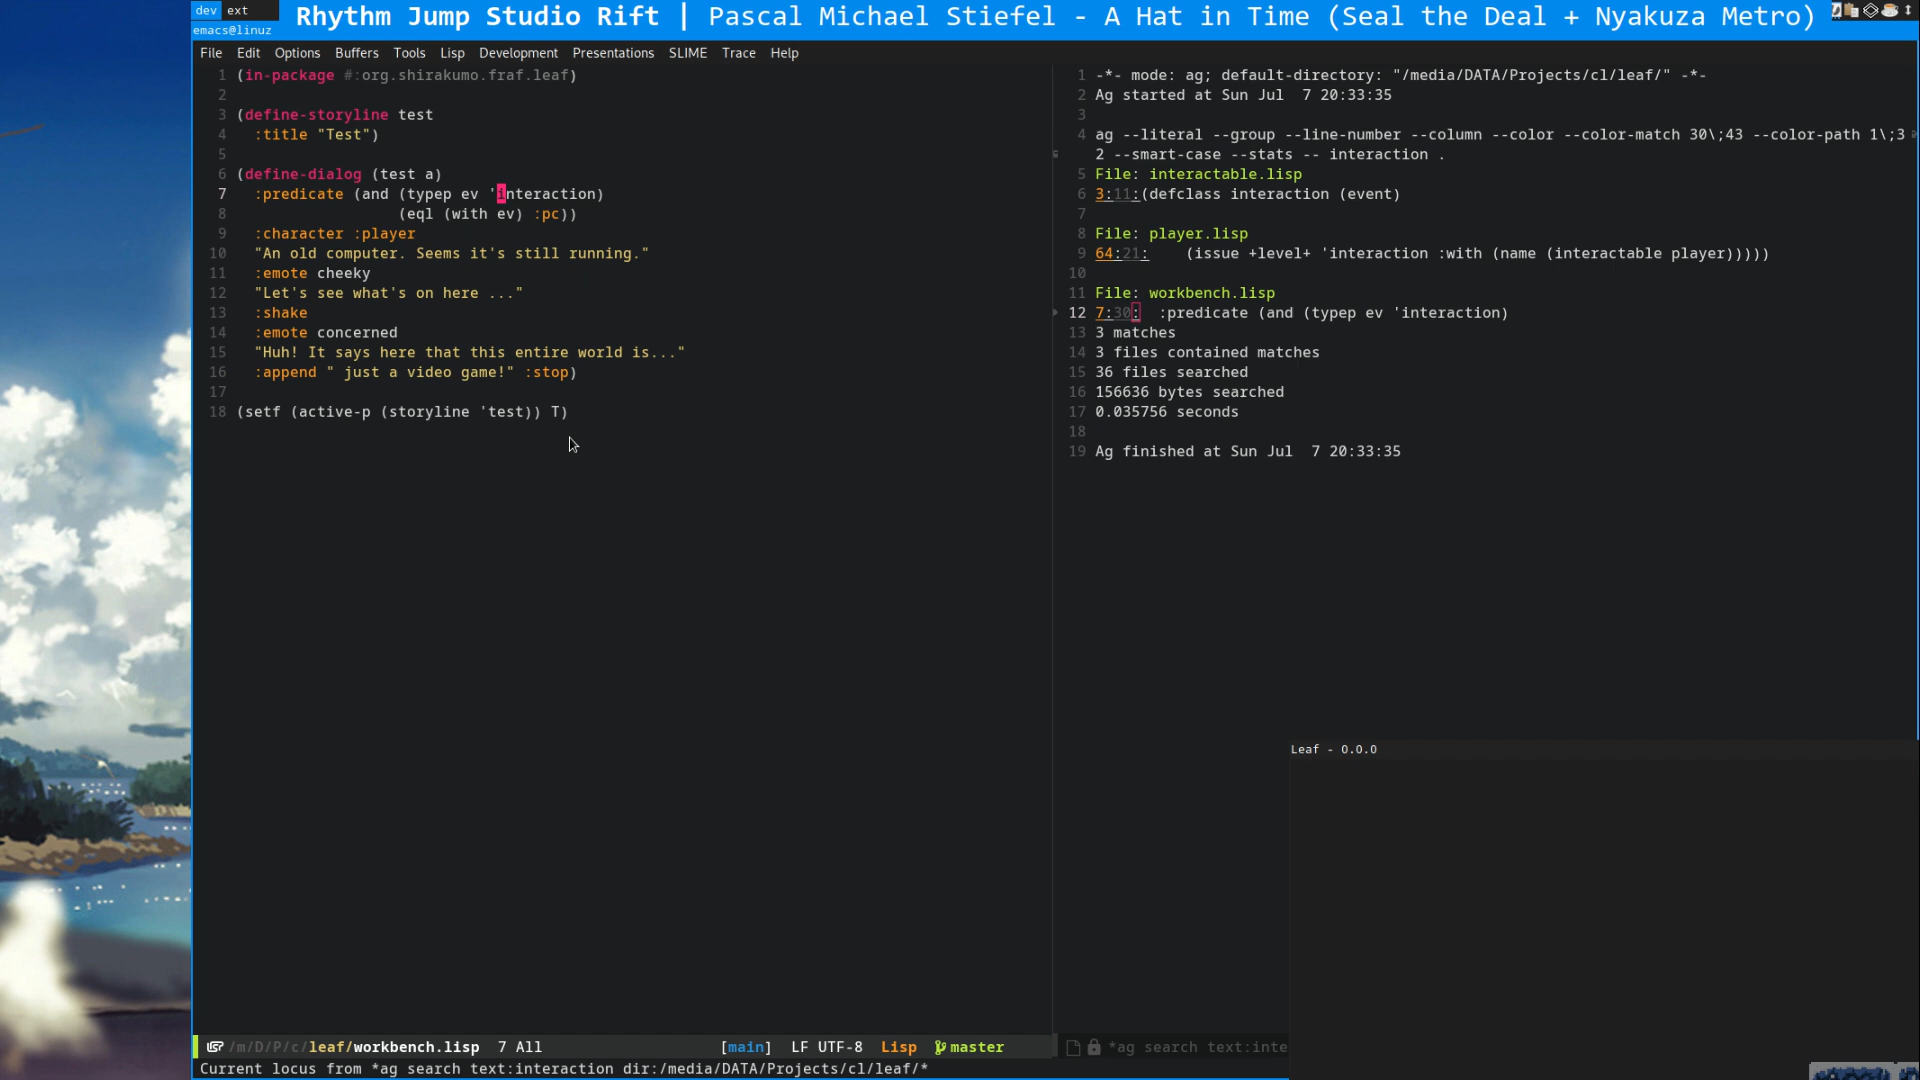 dev ext
emacs@linuz
Rhythm Jump Studio Rift | Pascal Michael Stiefel - A Hat in Time (Seal the Deal + Nyakuza Metro)
File Edit Options Buffers Tools Lisp Development Presentations SLIME Trace Help
1 (in-package #:org.shirakumo.fraf.leaf)
2
3 (define-storyline test
4   :title "Test")
5
6 (define-dialog (test a)
7   :predicate (and (typep ev 'interaction)
8                   (eql (with ev) :pc))
9   :character :player
10   "An old computer. Seems it's still running."
11   :emote cheeky
12   "Let's see what's on here ..."
13   :shake
14   :emote concerned
15   "Huh! It says here that this entire world is..."
16   :append " just a video game!" :stop)
17
18 (setf (active-p (storyline 'test)) T)
/m/D/P/c/leaf/workbench.lisp 7 All [main] LF UTF-8 Lisp master
1 -*- mode: ag; default-directory: "/media/DATA/Projects/cl/leaf/" -*-
2 Ag started at Sun Jul  7 20:33:35
3
4 ag --literal --group --line-number --column --color --color-match 30\;43 --color-path 1\;3
2 --smart-case --stats -- interaction .
5 File: interactable.lisp
6 3:11:(defclass interaction (event)
7
8 File: player.lisp
9 64:21:    (issue +level+ 'interaction :with (name (interactable player)))))
10
11 File: workbench.lisp
12 7:30:  :predicate (and (typep ev 'interaction)
13 3 matches
14 3 files contained matches
15 36 files searched
16 156636 bytes searched
17 0.035756 seconds
18
19 Ag finished at Sun Jul  7 20:33:35
Leaf - 0.0.0
*ag search text:inte
Current locus from *ag search text:interaction dir:/media/DATA/Projects/cl/leaf/*